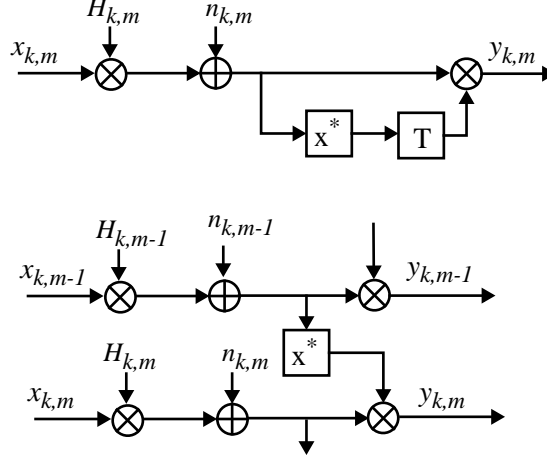 H_{k,m} n_{k,m}
x_{k,m} y_{k,m}
x^* T
H_{k,m-1} n_{k,m-1}
x_{k,m-1} y_{k,m-1}
x^*
H_{k,m} n_{k,m}
x_{k,m} y_{k,m}